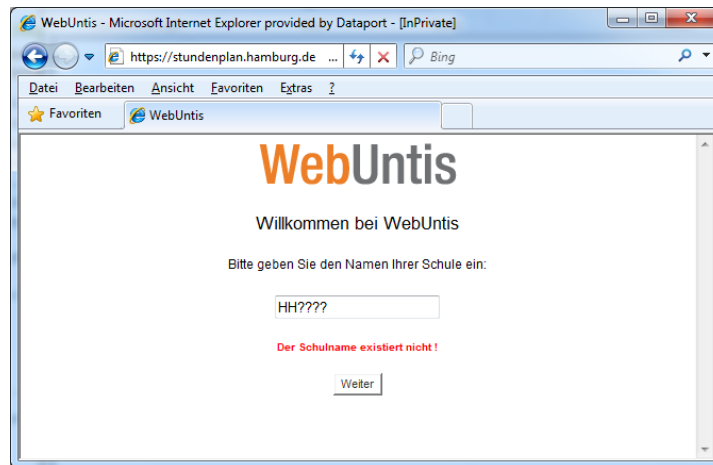 WebUntis - Microsoft Internet Explorer provided by Dataport - [InPrivate]
https://stundenplan.hamburg.de ... Bing
Datei Bearbeiten Ansicht Favoriten Extras ?
Favoriten WebUntis
WebUntis
Willkommen bei WebUntis
Bitte geben Sie den Namen Ihrer Schule ein:
HH????
Der Schulname existiert nicht !
Weiter